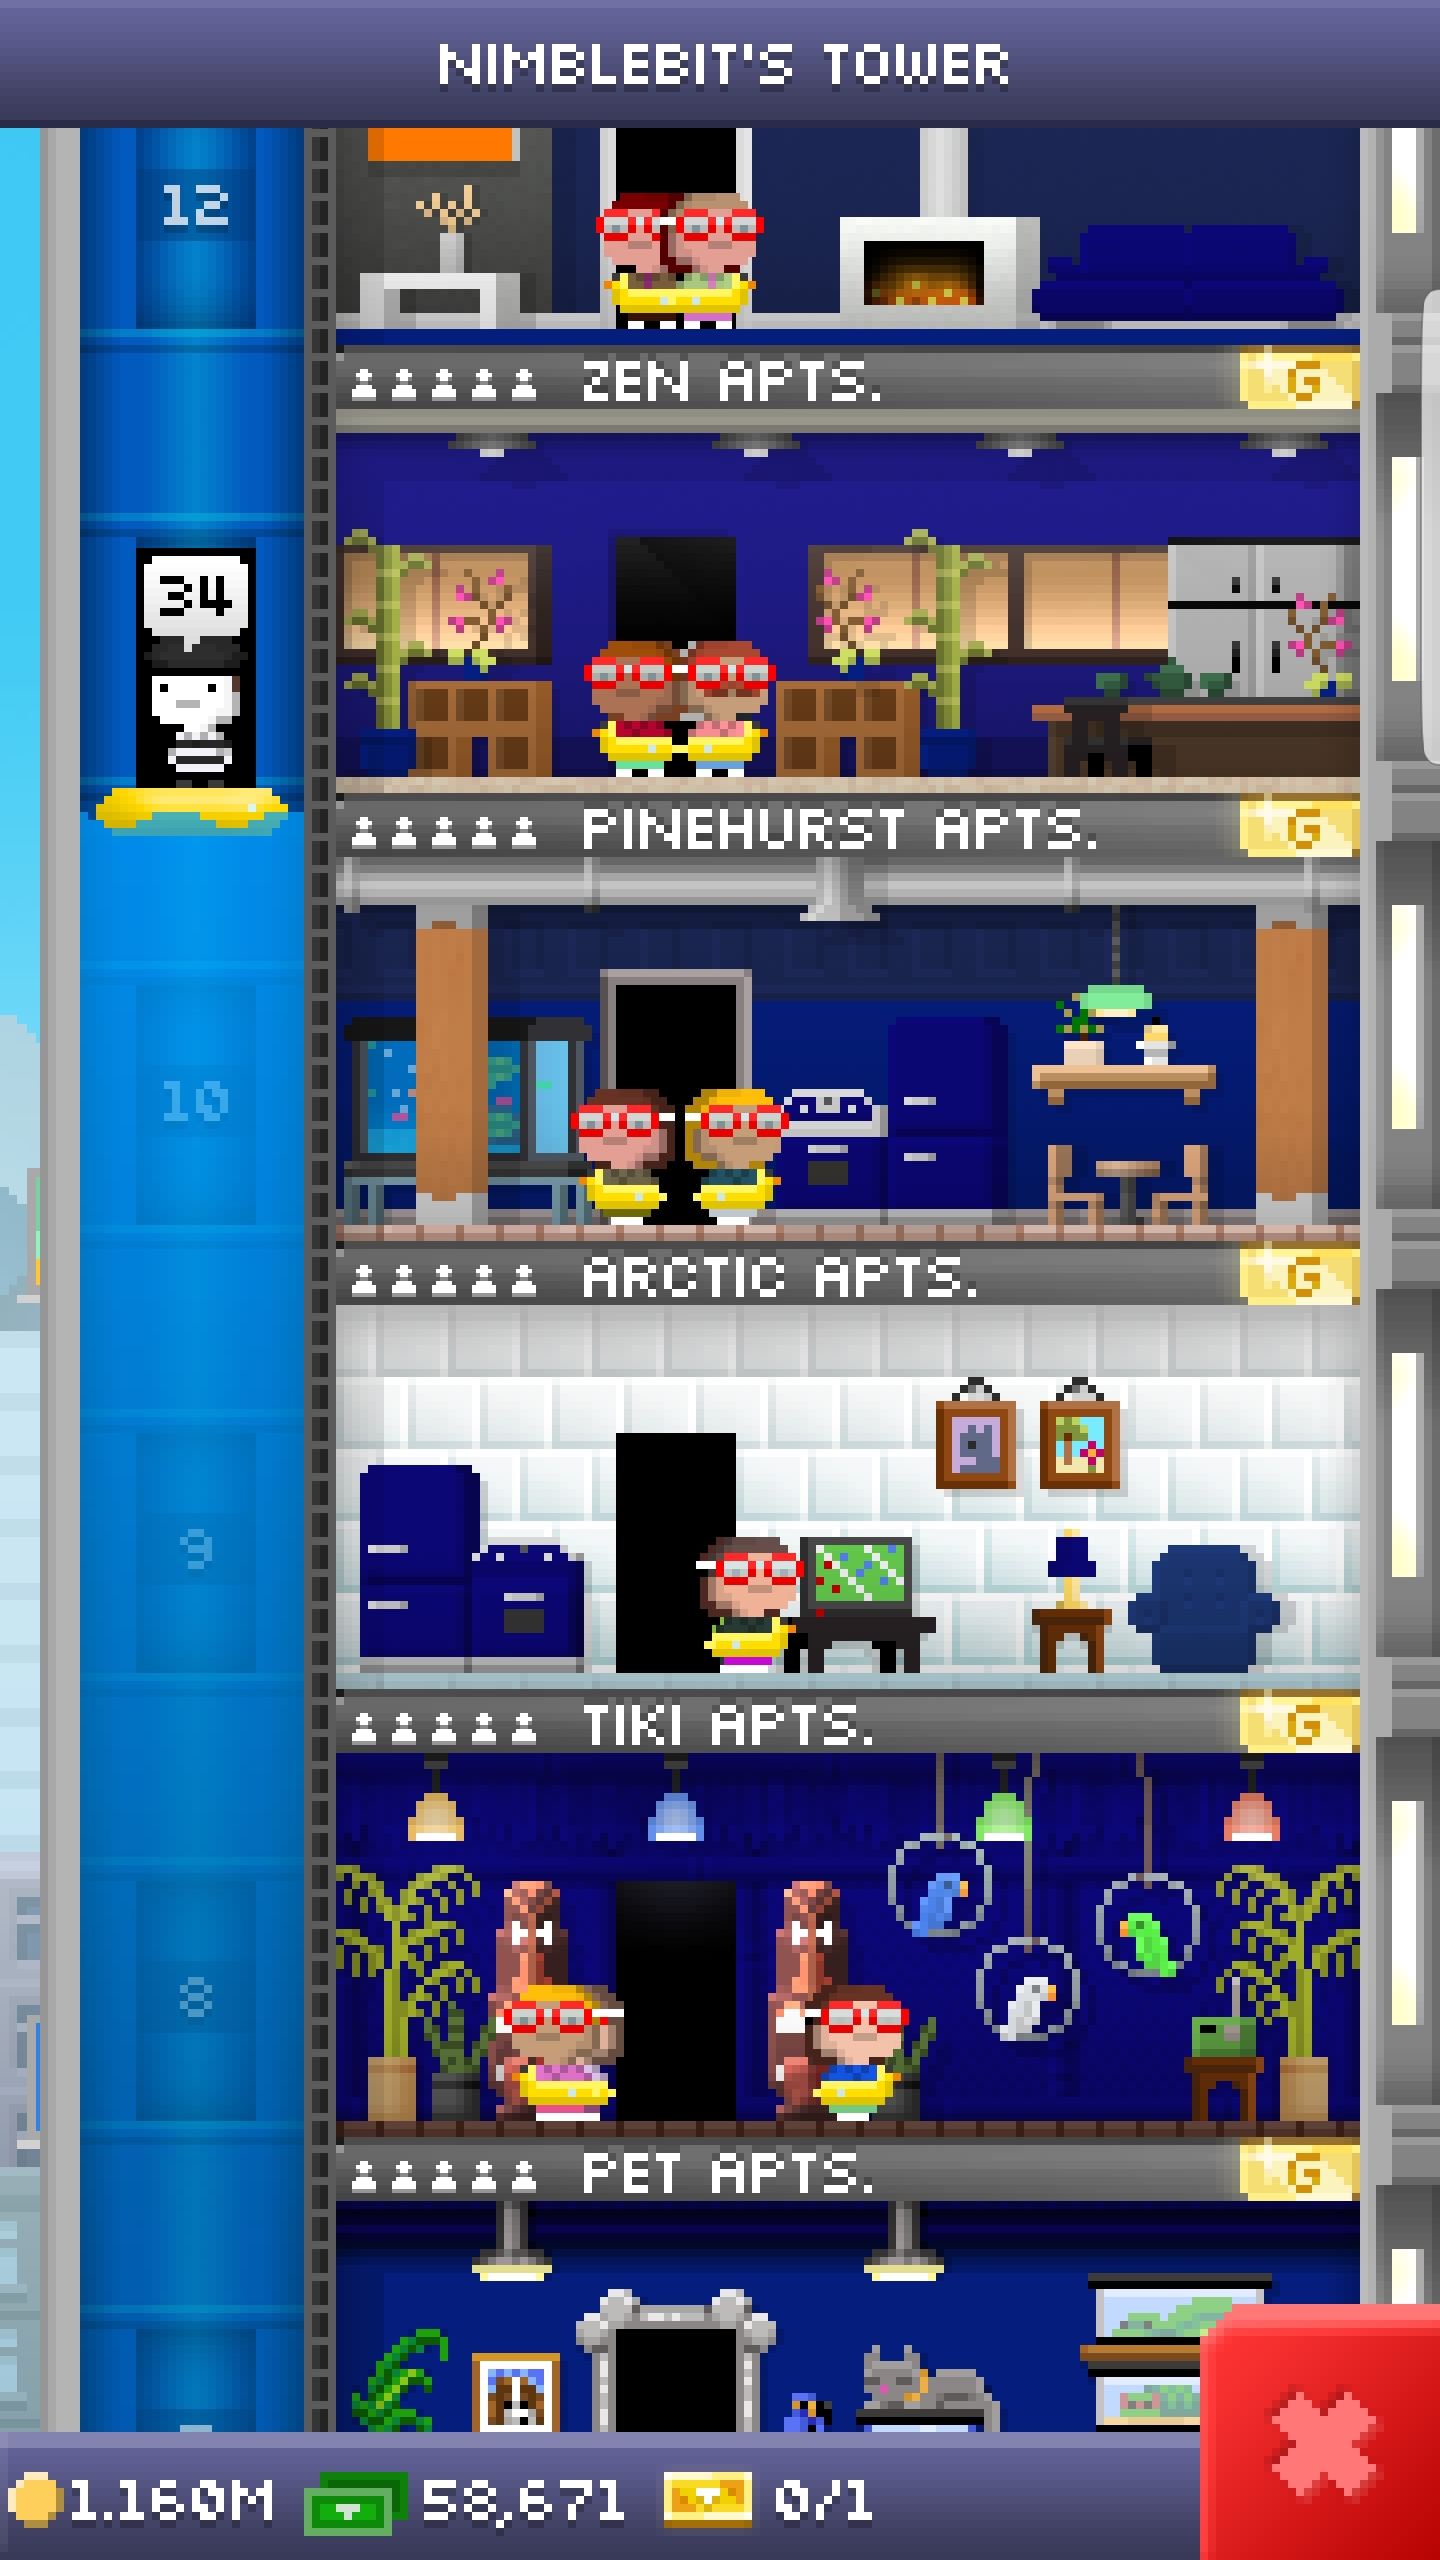 NIMBLEBIT'S TOWER
12
ZEN APTS. G
34
PINEHURST APTS. G
10
ARCTIC APTS. G
9
TIKI APTS. G
8
PET APTS. G
1.160M 58,671 0/1